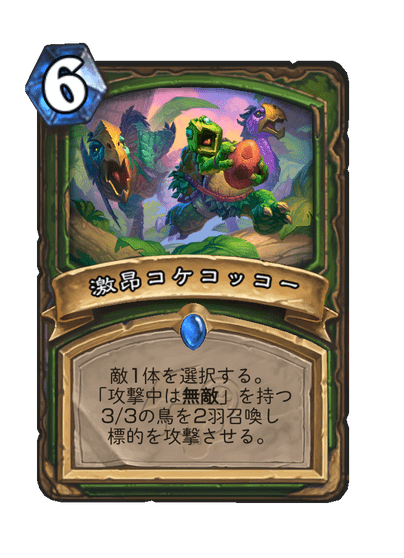 6
激昂コケコッコー
敵1体を選択する。
「攻撃中は無敵」を持つ
3/3の鳥を2羽召喚し
標的を攻撃させる。